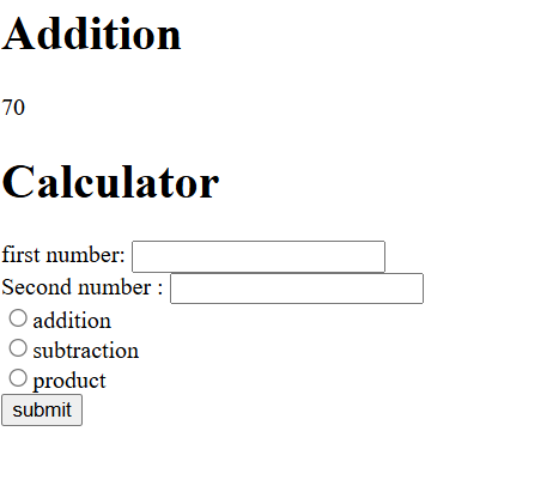 Addition
70
Calculator
first number:
Second number :
addition
subtraction
product
submit